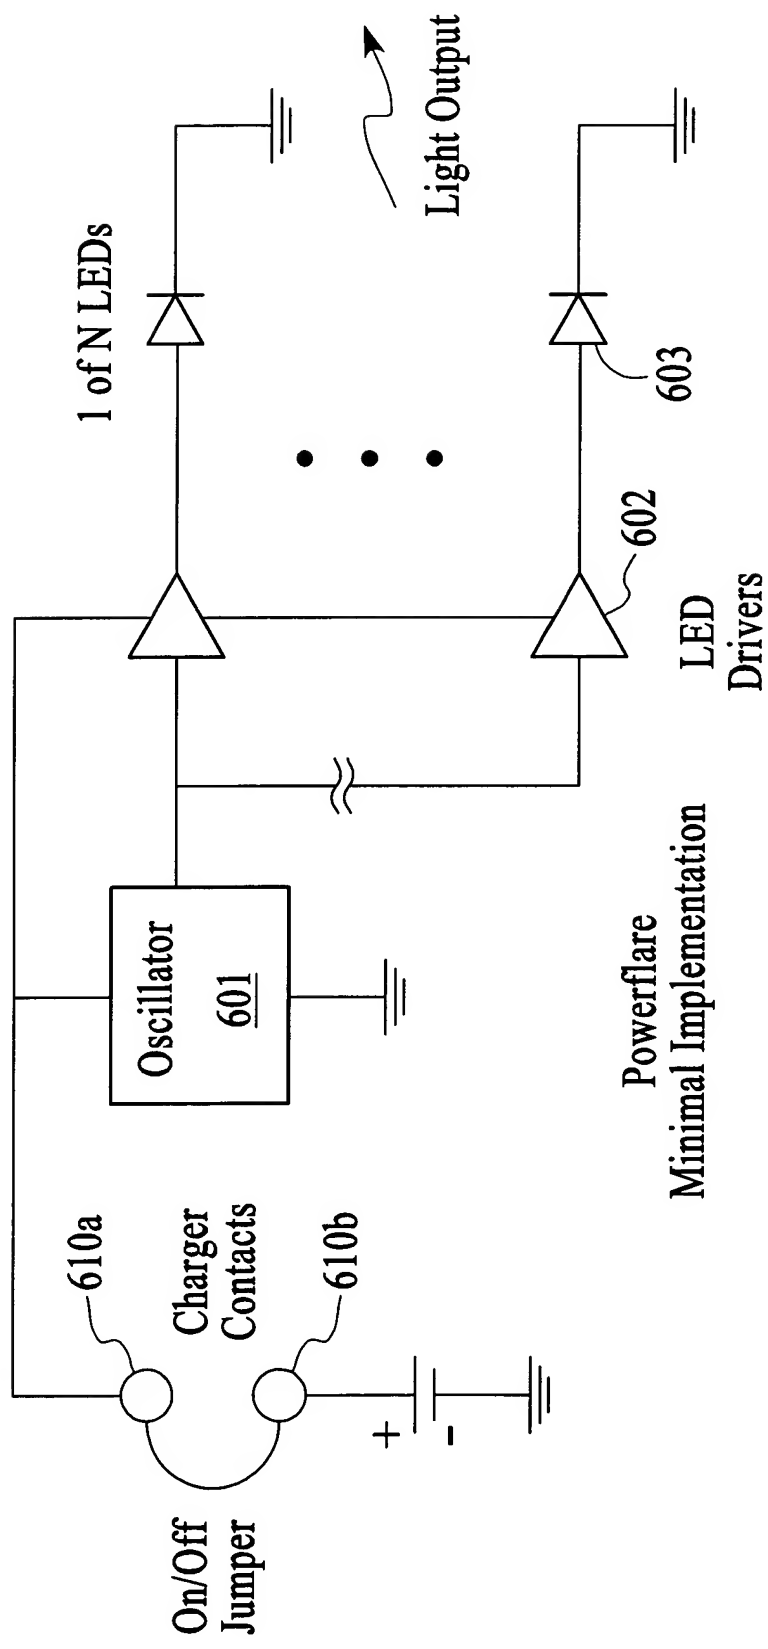 1 of N LEDs
Light Output
603
602
LED
Drivers
Oscillator
601
Powerflare
Minimal Implementation
610a
Charger
Contacts
610b
+
-
On/Off
Jumper